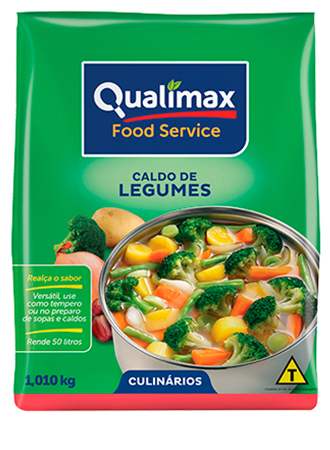 Qualimax
Food Service
CALDO DE
LEGUMES
Realça o sabor
Versátil, use
como tempero
ou no preparo
de sopas e caldos
Rende 50 litros
1,010 kg
CULINÁRIOS
T